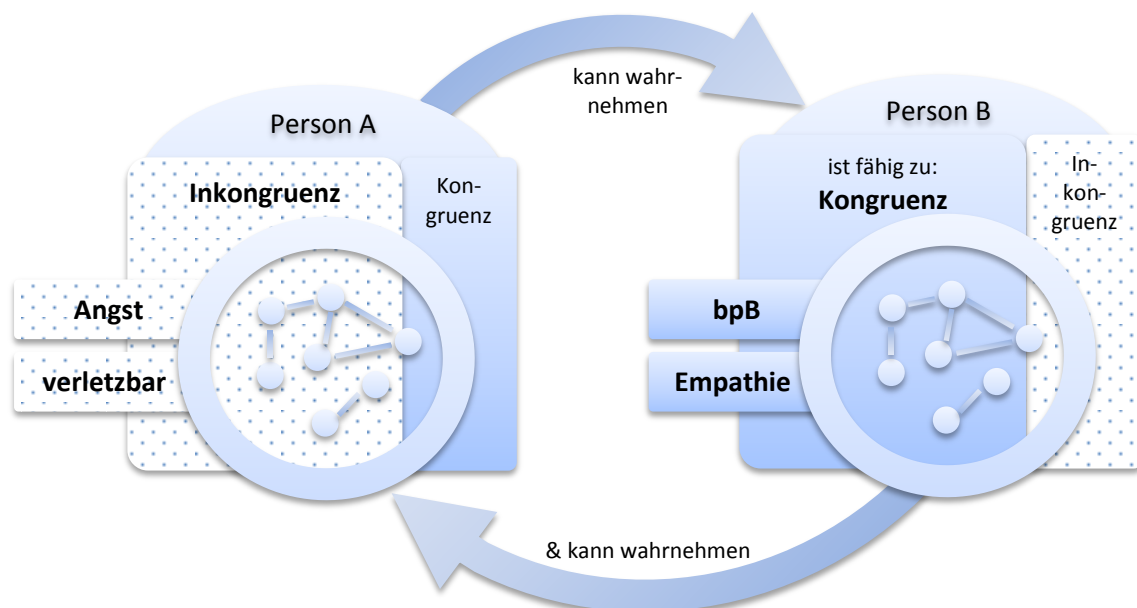 kann wahr-
nehmen
Person A
Inkongruenz
Kon-
gruenz
Angst
verletzbar
Person B
ist fähig zu:
Kongruenz
In-
kon-
gruenz
bpB
Empathie
& kann wahrnehmen